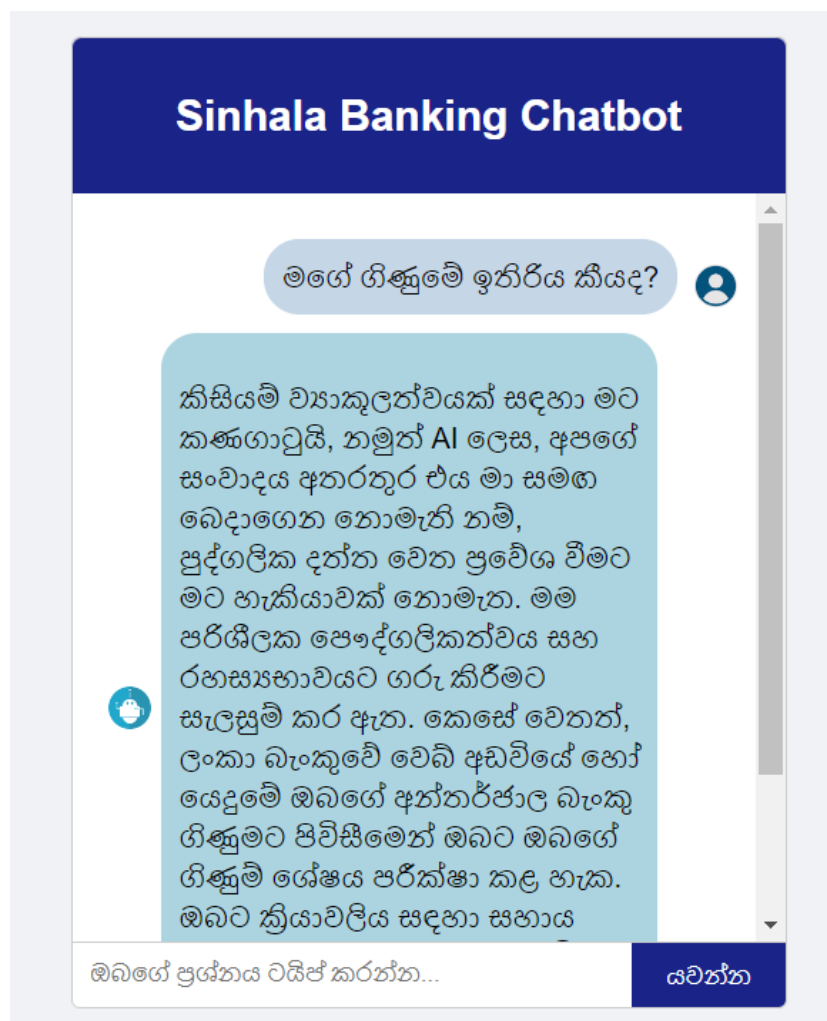 Sinhala Banking Chatbot
මගේ ගිණුමේ ඉතිරිය කීයද?
කිසියම් ව්‍යාකූලත්වයක් සඳහා මට
කණගාටුයි, නමුත් AI ලෙස, අපගේ
සංවාදය අතරතුර එය මා සමඟ
බෙදාගෙන නොමැති නම්,
පුද්ගලික දත්ත වෙත ප්‍රවේශ වීමට
මට හැකියාවක් නොමැත. මම
පරිශීලක පෞද්ගලිකත්වය සහ
රහස්‍යභාවයට ගරු කිරීමට
සැලසුම් කර ඇත. කෙසේ වෙතත්,
ලංකා බැංකුවේ වෙබ් අඩවියේ හෝ
යෙදුමේ ඔබගේ අන්තර්ජාල බැංකු
ගිණුමට පිවිසීමෙන් ඔබට ඔබගේ
ගිණුම් ශේෂය පරීක්ෂා කළ හැක.
ඔබට ක්‍රියාවලිය සඳහා සහාය
ඔබගේ ප්‍රශ්නය ටයිප් කරන්න...
යවන්න